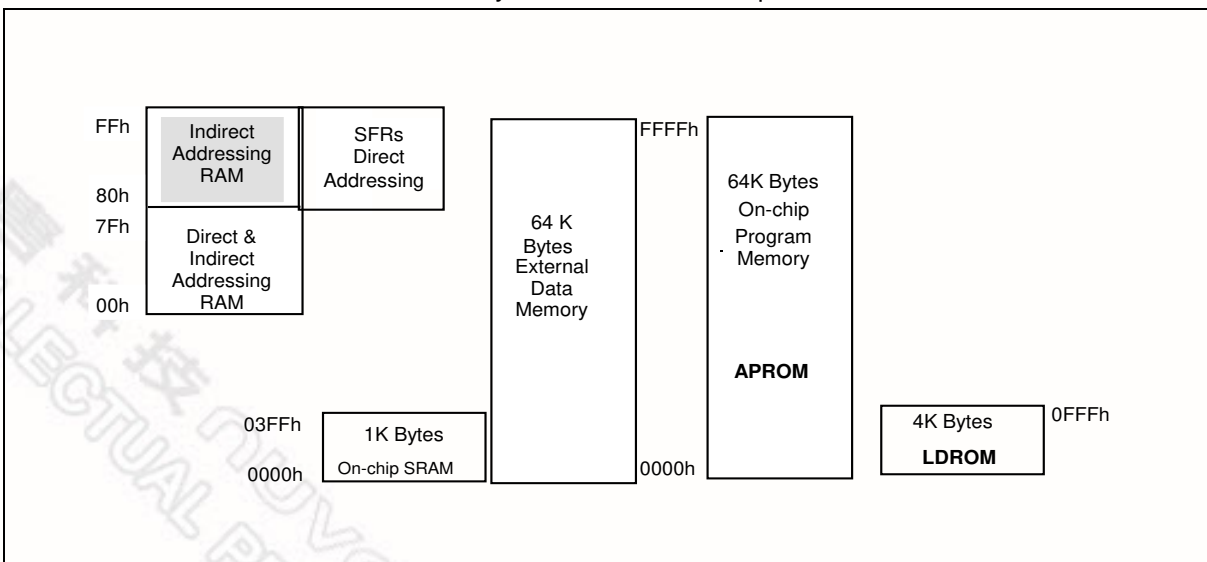 FFh
Indirect
Addressing
RAM
SFRs
Direct
Addressing
80h
7Fh
Direct &
Indirect
Addressing
RAM
00h
03FFh
1K Bytes
On-chip SRAM
0000h
64 K
Bytes
External
Data
Memory
FFFFh
0000h
64K Bytes
On-chip
Program
Memory
APROM
4K Bytes
LDROM
0FFFh